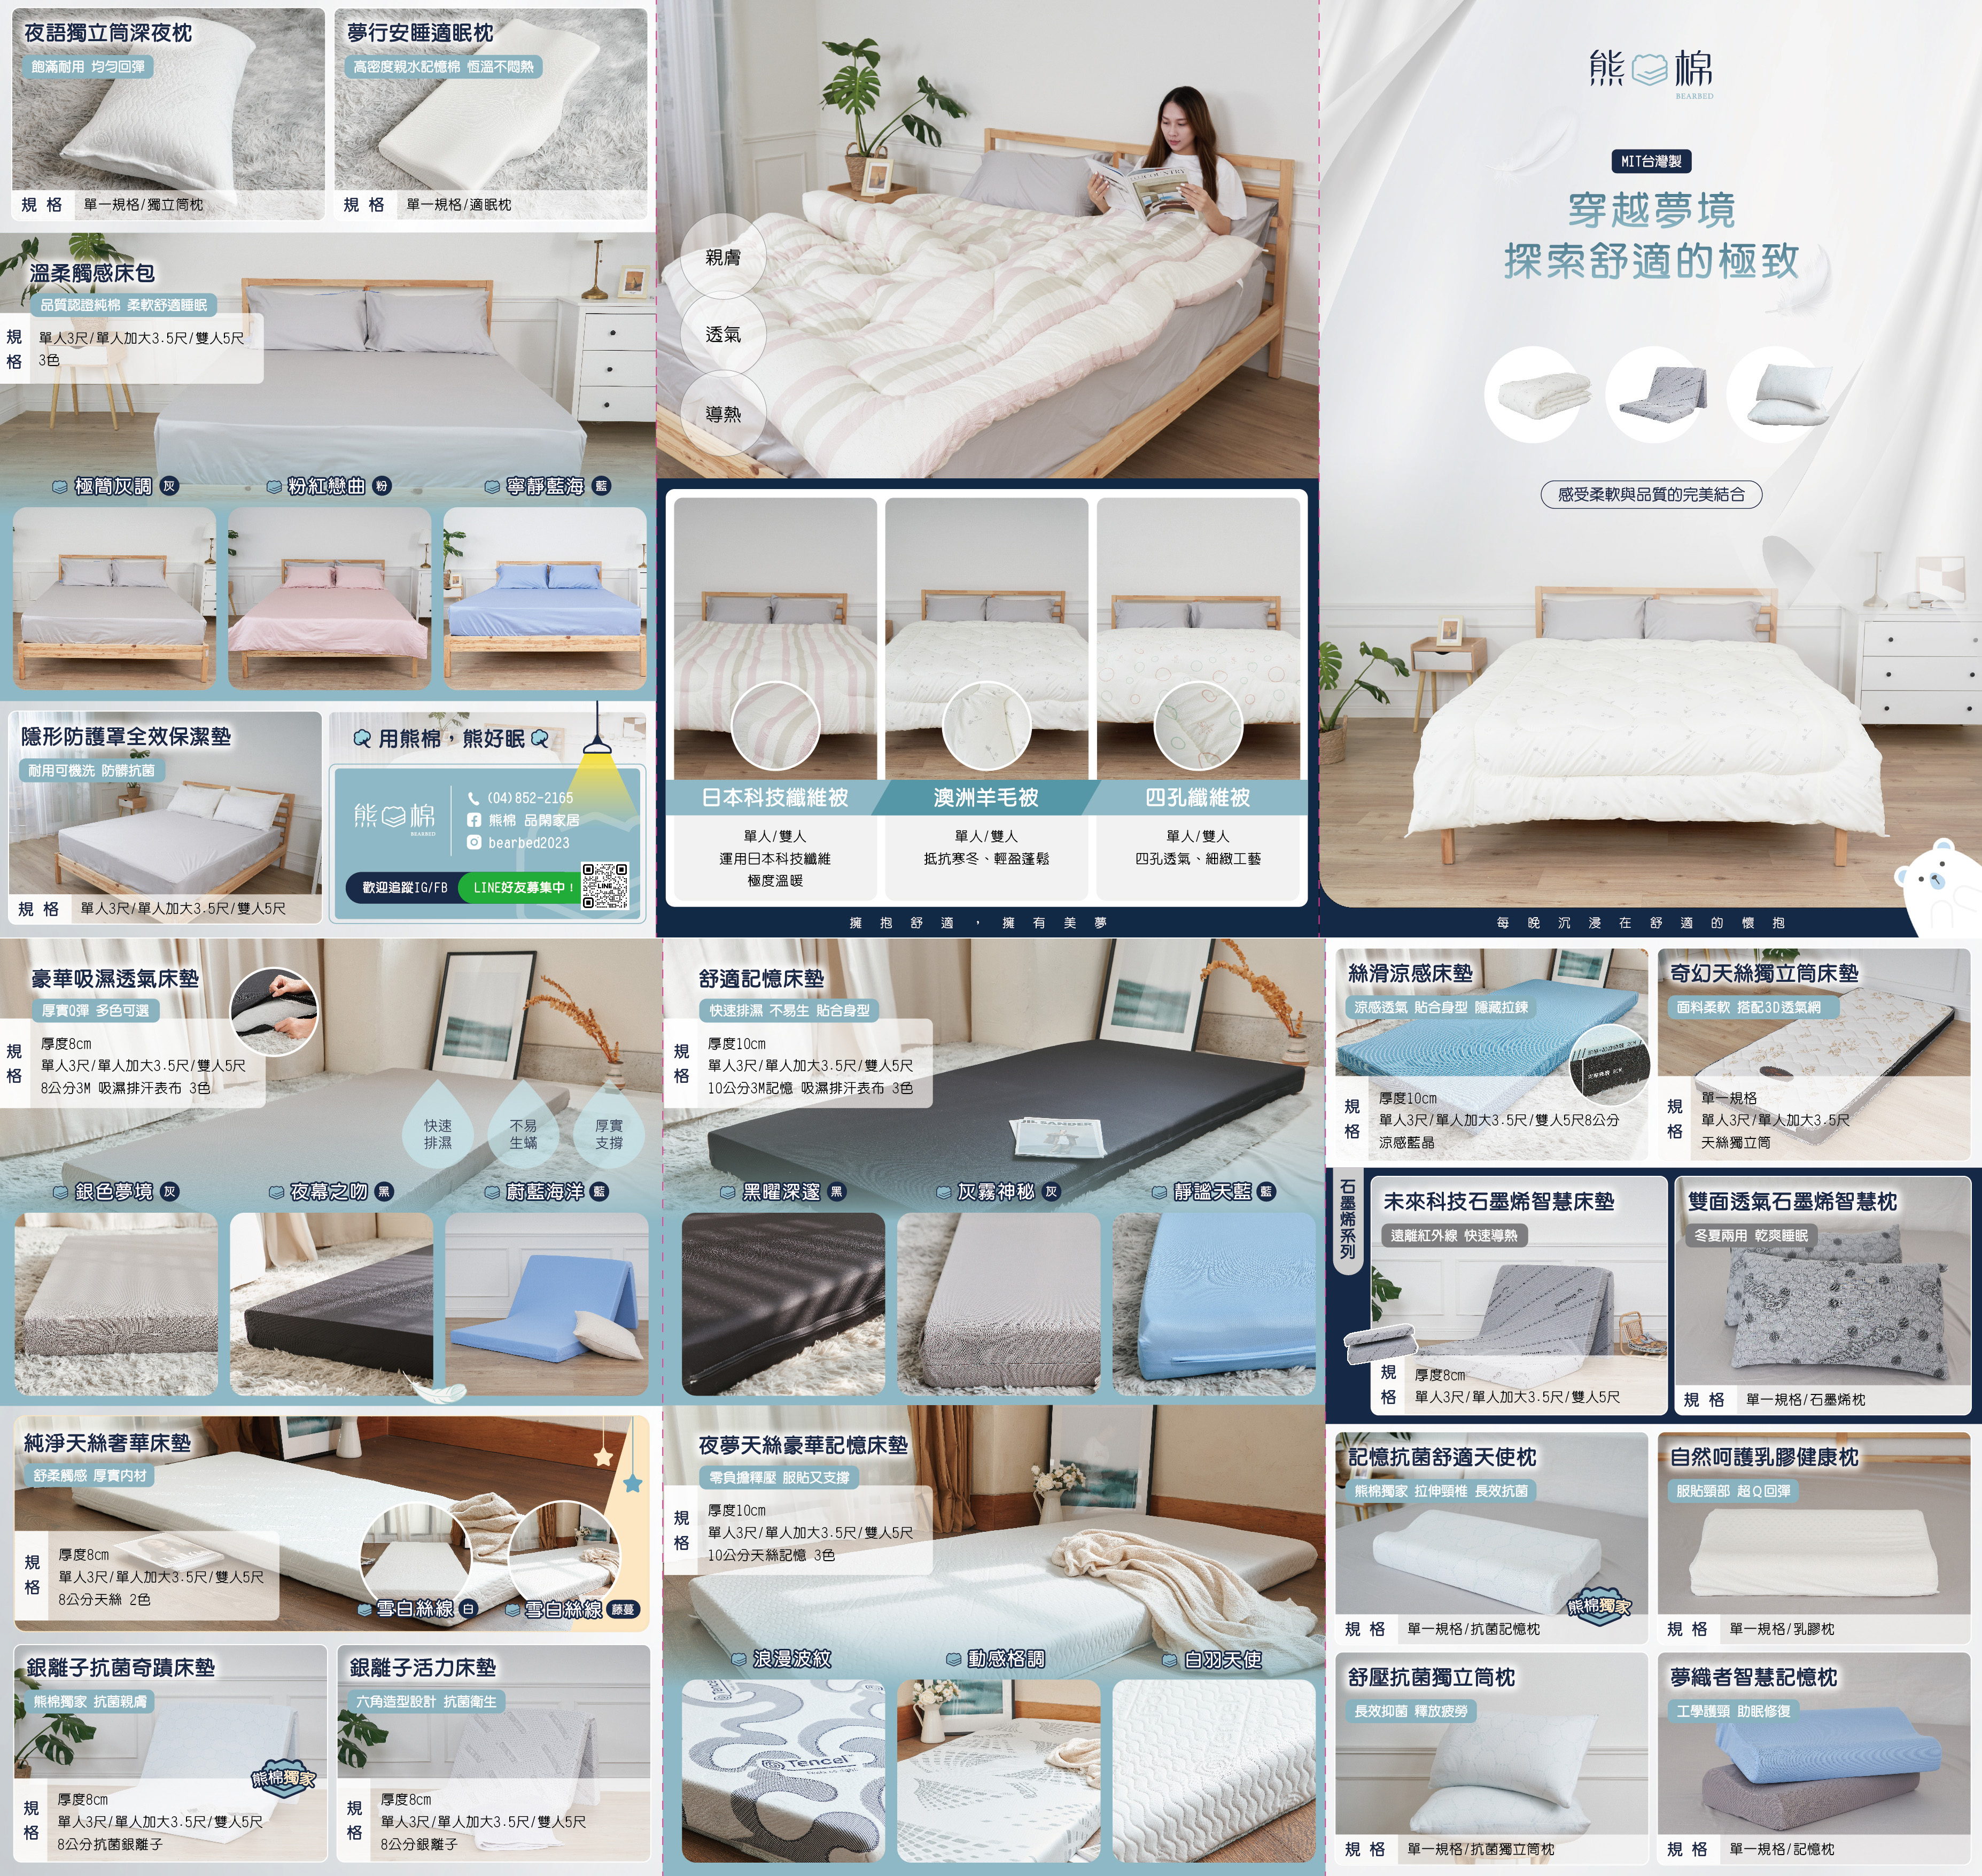 夜語獨立筒深夜枕
飽滿耐用 均勻回彈
規格 單一規格/獨立筒枕
夢行安睡適眠枕
高密度親水記憶棉 恆溫不悶熱
規格 單一規格/適眠枕
溫柔觸感床包
品質認證純棉 柔軟舒適睡眠
規格
單人3尺/單人加大3.5尺/雙人5尺
3色
極簡灰調 灰
粉紅戀曲 粉
寧靜藍海 藍
隱形防護罩全效保潔墊
耐用可機洗 防髒抗菌
規格 單人3尺/單人加大3.5尺/雙人5尺
用熊棉，熊好眠
熊棉
BEARBED
(04)852-2165
熊棉 品閑家居
bearbed2023
歡迎追蹤IG/FB
LINE好友募集中！
LINE
親膚
透氣
導熱
日本科技纖維被
單人/雙人
運用日本科技纖維
極度溫暖
澳洲羊毛被
單人/雙人
抵抗寒冬、輕盈蓬鬆
四孔纖維被
單人/雙人
四孔透氣、細緻工藝
擁抱舒適，擁有美夢
熊棉
BEARBED
MIT台灣製
穿越夢境
探索舒適的極致
感受柔軟與品質的完美結合
每晚沉浸在舒適的懷抱
豪華吸濕透氣床墊
厚實Q彈 多色可選
規格
厚度8cm
單人3尺/單人加大3.5尺/雙人5尺
8公分3M 吸濕排汗表布 3色
快速
排濕
不易
生蟎
厚實
支撐
銀色夢境 灰
夜幕之吻 黑
蔚藍海洋 藍
純淨天絲奢華床墊
舒柔觸感 厚實內材
規格
厚度8cm
單人3尺/單人加大3.5尺/雙人5尺
8公分天絲 2色
雪白絲線 白
雪白絲線 藤蔓
銀離子抗菌奇蹟床墊
熊棉獨家 抗菌親膚
熊棉獨家
規格
厚度8cm
單人3尺/單人加大3.5尺/雙人5尺
8公分抗菌銀離子
銀離子活力床墊
六角造型設計 抗菌衛生
規格
厚度8cm
單人3尺/單人加大3.5尺/雙人5尺
8公分銀離子
舒適記憶床墊
快速排濕 不易生 貼合身型
規格
厚度10cm
單人3尺/單人加大3.5尺/雙人5尺
10公分3M記憶 吸濕排汗表布 3色
黑曜深邃 黑
灰霧神秘 灰
靜謐天藍 藍
夜夢天絲豪華記憶床墊
零負擔釋壓 服貼又支撐
規格
厚度10cm
單人3尺/單人加大3.5尺/雙人5尺
10公分天絲記憶 3色
浪漫波紋
動感格調
白羽天使
Tencel
絲滑涼感床墊
涼感透氣 貼合身型 隱藏拉鍊
規格
厚度10cm
單人3尺/單人加大3.5尺/雙人5尺8公分
涼感藍晶
奇幻天絲獨立筒床墊
面料柔軟 搭配3D透氣網
規格
單一規格
單人3尺/單人加大3.5尺
天絲獨立筒
石墨烯系列
未來科技石墨烯智慧床墊
遠離紅外線 快速導熱
規格
厚度8cm
單人3尺/單人加大3.5尺/雙人5尺
雙面透氣石墨烯智慧枕
冬夏兩用 乾爽睡眠
規格 單一規格/石墨烯枕
記憶抗菌舒適天使枕
熊棉獨家 拉伸頸椎 長效抗菌
熊棉獨家
規格 單一規格/抗菌記憶枕
自然呵護乳膠健康枕
服貼頸部 超Q回彈
規格 單一規格/乳膠枕
舒壓抗菌獨立筒枕
長效抑菌 釋放疲勞
規格 單一規格/抗菌獨立筒枕
夢織者智慧記憶枕
工學護頸 助眠修復
規格 單一規格/記憶枕